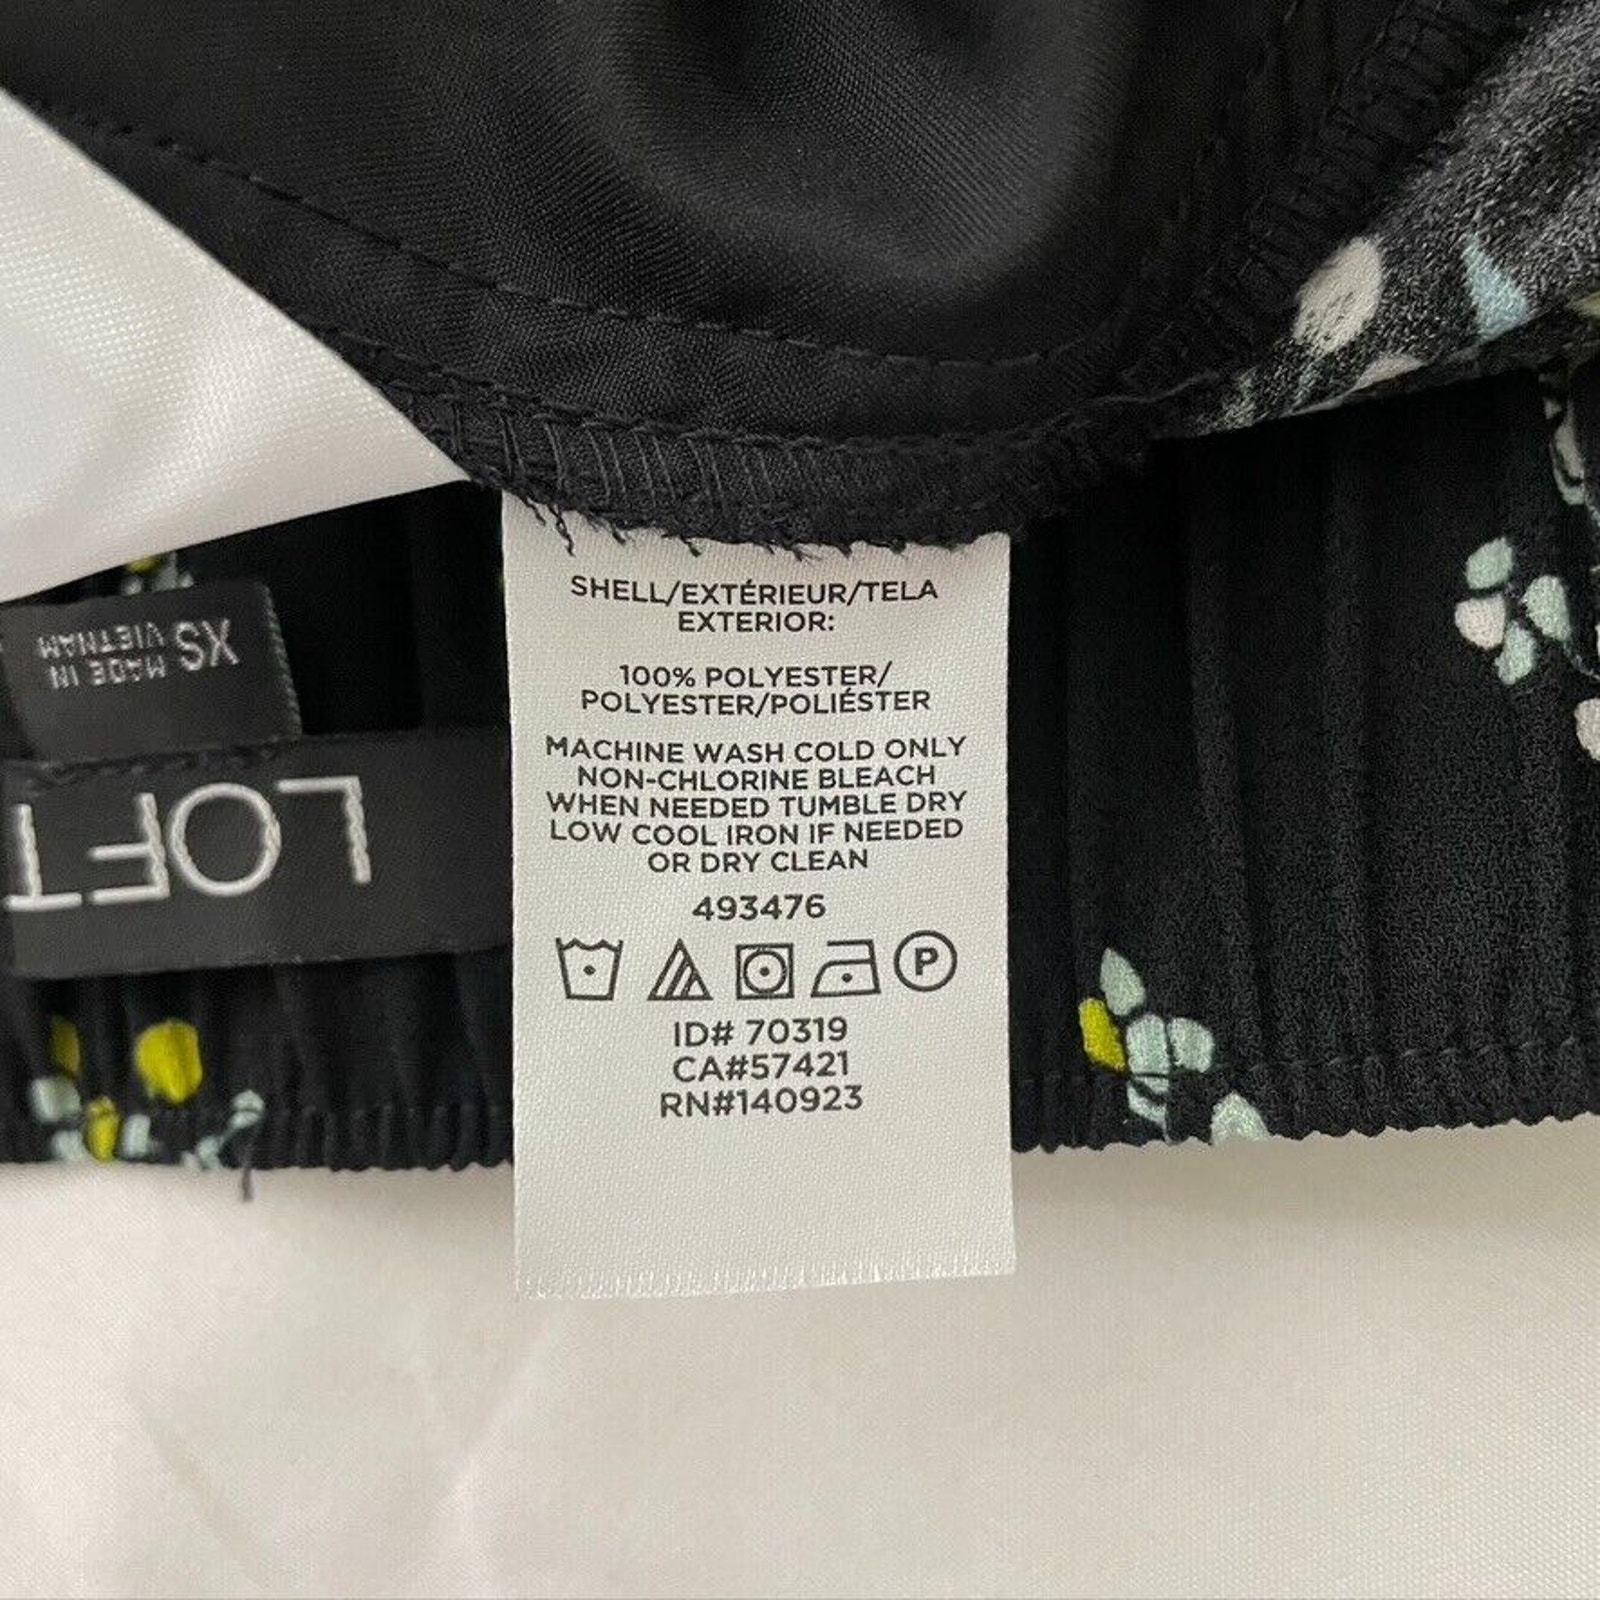 SHELL/EXTÉRIEUR/TELA
EXTERIOR:
100% POLYESTER/
POLYESTER/POLIÉSTER
MACHINE WASH COLD ONLY
NON-CHLORINE BLEACH
WHEN NEEDED TUMBLE DRY
LOW COOL IRON IF NEEDED
OR DRY CLEAN
493476
P
ID# 70319
CA#57421
RN#140923
LOFT
XS
MADE IN
VIETNAM